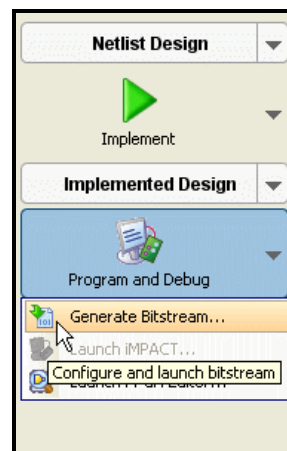 Netlist Design
Implement
Implemented Design
Program and Debug
Generate Bitstream...
Launch iMPACT...
Configure and launch bitstream